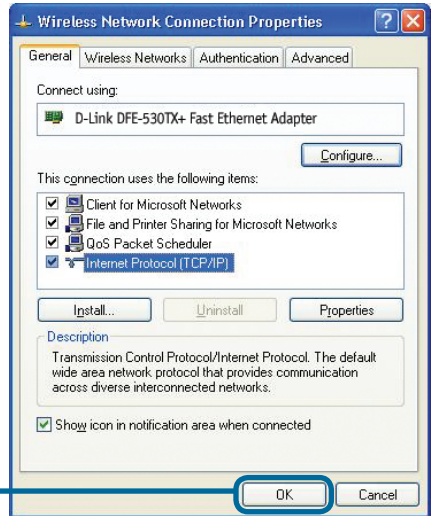 Wireless Network Connection Properties
General Wireless Networks Authentication Advanced
Connect using:
D-Link DFE-530TX+ Fast Ethernet Adapter
Configure...
This connection uses the following items:
Client for Microsoft Networks
File and Printer Sharing for Microsoft Networks
QoS Packet Scheduler
Internet Protocol (TCP/IP)
Install... Uninstall Properties
Description
Transmission Control Protocol/Internet Protocol. The default
wide area network protocol that provides communication
across diverse interconnected networks.
Show icon in notification area when connected
OK Cancel